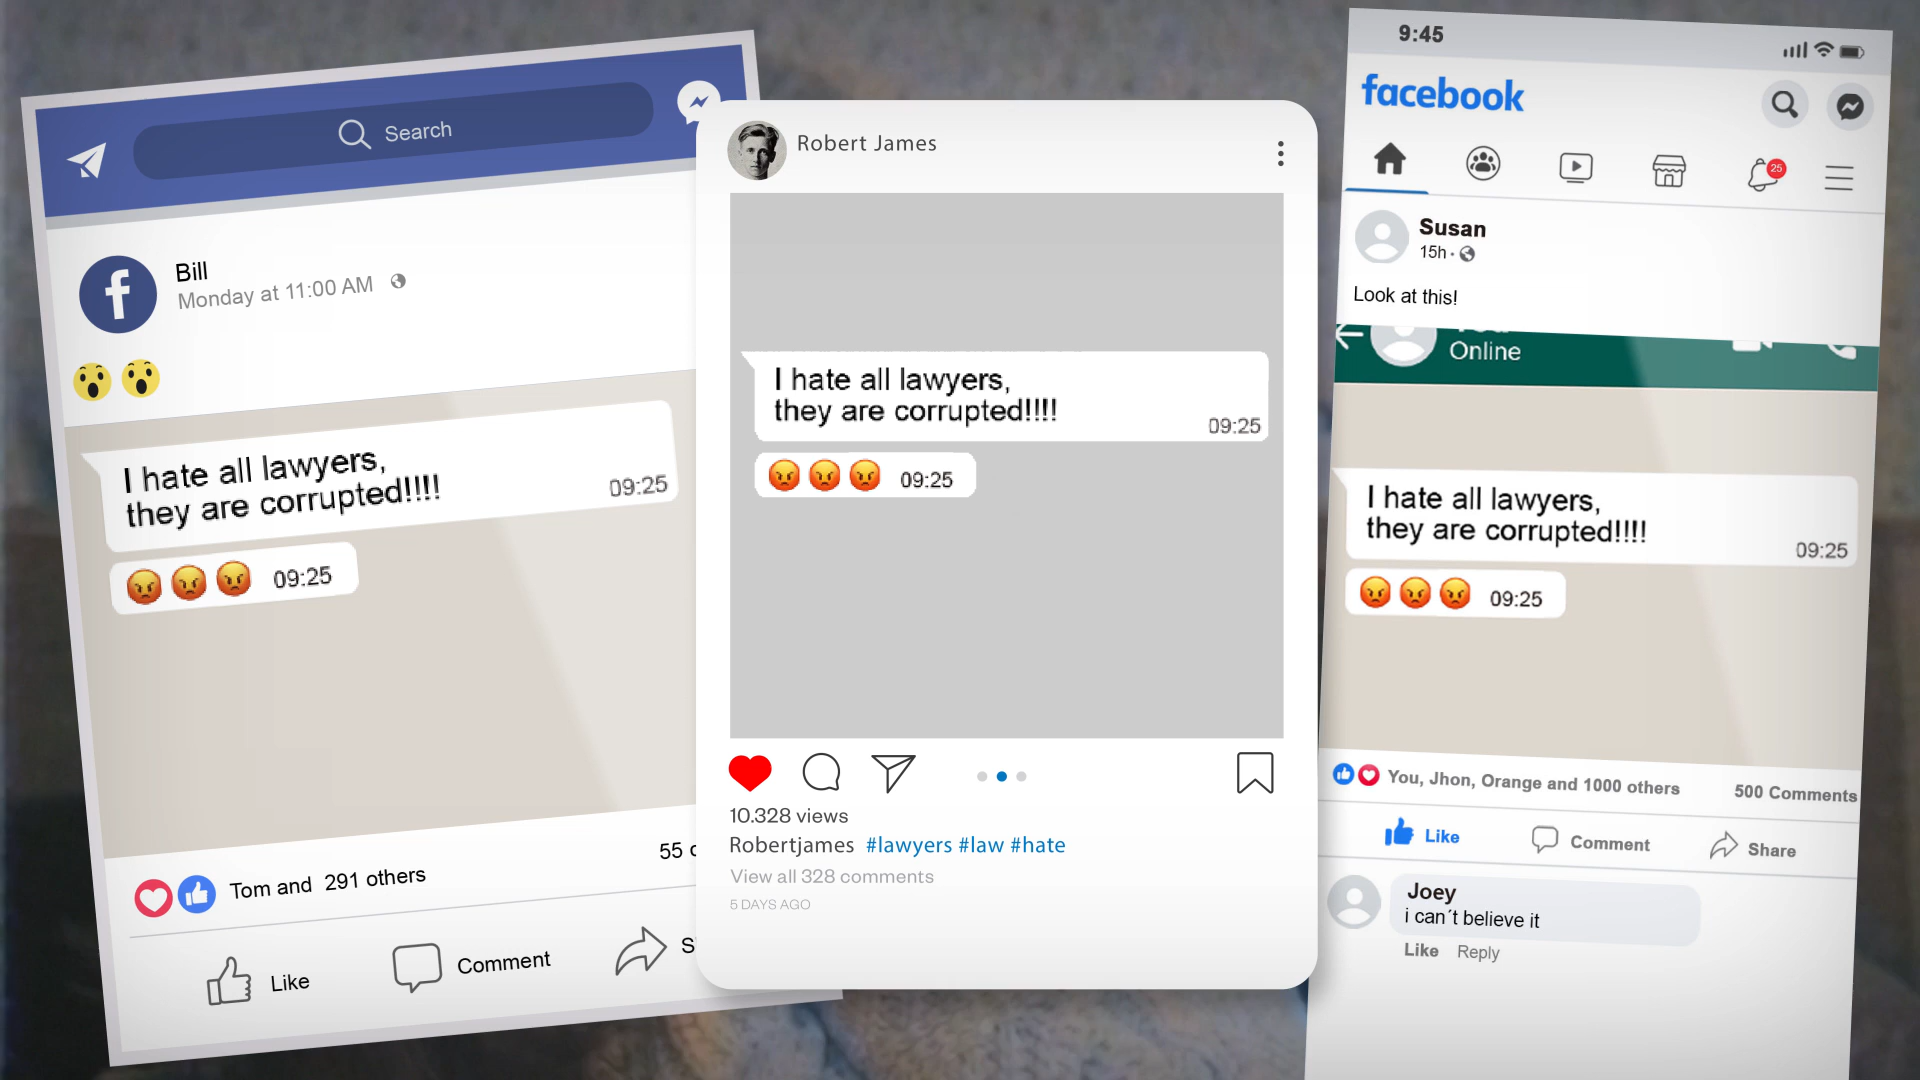 Search
Bill
Monday at 11:00 AM
I hate all lawyers,
they are corrupted!!!!
09:25
09:25
Tom and 291 others
55
Like
Comment
Robert James
I hate all lawyers,
they are corrupted!!!!
09:25
09:25
10.328 views
Robertjames #lawyers #law #hate
View all 328 comments
5 DAYS AGO
9:45
facebook
25
Susan
15h
Look at this!
Online
I hate all lawyers,
they are corrupted!!!!
09:25
09:25
You, Jhon, Orange and 1000 others
500 Comments
Like
Comment
Share
Joey
i can´t believe it
Like Reply